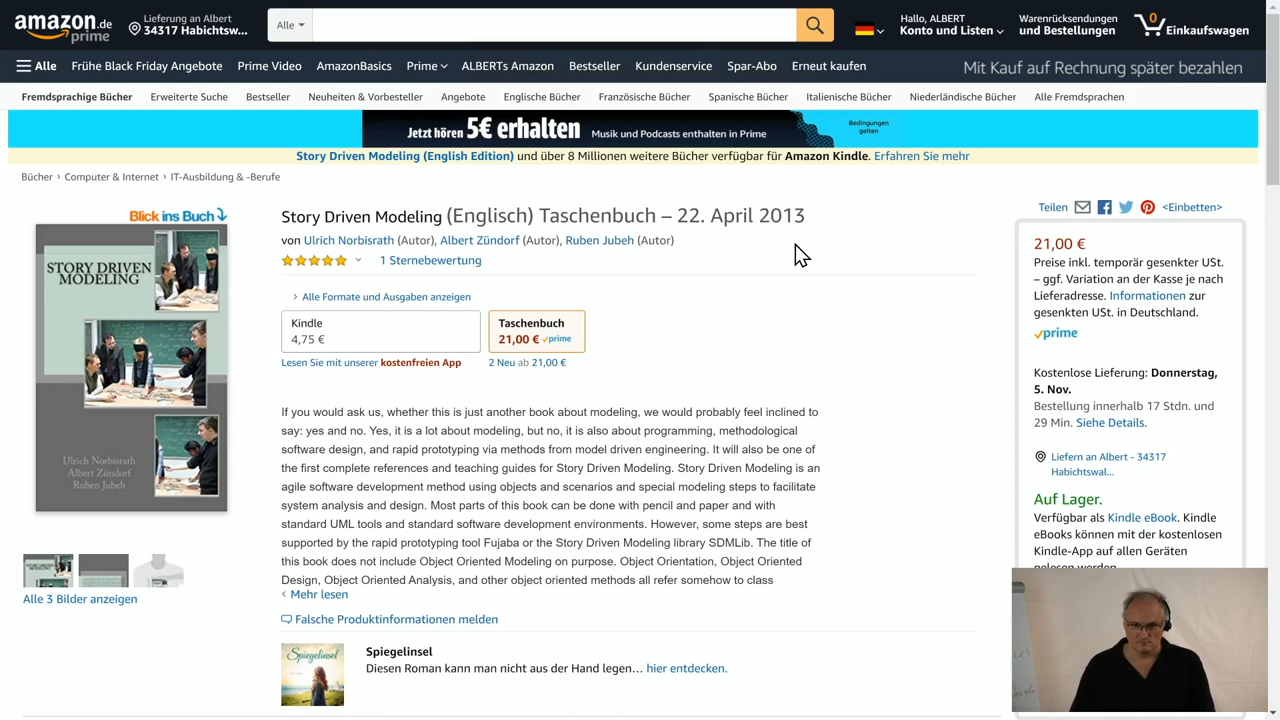 amazon.de
prime
Lieferung an Albert
34317 Habichtsw...
Alle
Hallo, ALBERT
Konto und Listen
Warenrücksendungen
und Bestellungen
0
Einkaufswagen
Alle
Frühe Black Friday Angebote
Prime Video
AmazonBasics
Prime
ALBERTs Amazon
Bestseller
Kundenservice
Spar-Abo
Erneut kaufen
Mit Kauf auf Rechnung später bezahlen
Fremdsprachige Bücher
Erweiterte Suche
Bestseller
Neuheiten & Vorbesteller
Angebote
Englische Bücher
Französische Bücher
Spanische Bücher
Italienische Bücher
Niederländische Bücher
Alle Fremdsprachen
Jetzt hören 5€ erhalten Musik und Podcasts enthalten in Prime
Bedingungen
gelten
Story Driven Modeling (English Edition) und über 8 Millionen weitere Bücher verfügbar für Amazon Kindle. Erfahren Sie mehr
Bücher › Computer & Internet › IT-Ausbildung & -Berufe
Blick ins Buch
STORY DRIVEN
MODELING
Ulrich Norbisrath
Albert Zündorf
Ruben Jubeh
Alle 3 Bilder anzeigen
Story Driven Modeling (Englisch) Taschenbuch – 22. April 2013
von Ulrich Norbisrath (Autor), Albert Zündorf (Autor), Ruben Jubeh (Autor)
1 Sternebewertung
› Alle Formate und Ausgaben anzeigen
Kindle
4,75 €
Taschenbuch
21,00 € prime
Lesen Sie mit unserer kostenfreien App
2 Neu ab 21,00 €
If you would ask us, whether this is just another book about modeling, we would probably feel inclined to
say: yes and no. Yes, it is a lot about modeling, but no, it is also about programming, methodological
software design, and rapid prototyping via methods from model driven engineering. It will also be one of
the first complete references and teaching guides for Story Driven Modeling. Story Driven Modeling is an
agile software development method using objects and scenarios and special modeling steps to facilitate
system analysis and design. Most parts of this book can be done with pencil and paper and with
standard UML tools and standard software development environments. However, some steps are best
supported by the rapid prototyping tool Fujaba or the Story Driven Modeling library SDMLib. The title of
this book does not include Object Oriented Modeling on purpose. Object Orientation, Object Oriented
Design, Object Oriented Analysis, and other object oriented methods all refer somehow to class
‹ Mehr lesen
Falsche Produktinformationen melden
Spiegelinsel
Spiegelinsel
Diesen Roman kann man nicht aus der Hand legen… hier entdecken.
Teilen
<Einbetten>
21,00 €
Preise inkl. temporär gesenkter USt.
– ggf. Variation an der Kasse je nach
Lieferadresse. Informationen zur
gesenkten USt. in Deutschland.
prime
Kostenlose Lieferung: Donnerstag,
5. Nov.
Bestellung innerhalb 17 Stdn. und
29 Min. Siehe Details.
Liefern an Albert - 34317
Habichtswal...
Auf Lager.
Verfügbar als Kindle eBook. Kindle
eBooks können mit der kostenlosen
Kindle-App auf allen Geräten
gelesen werden.